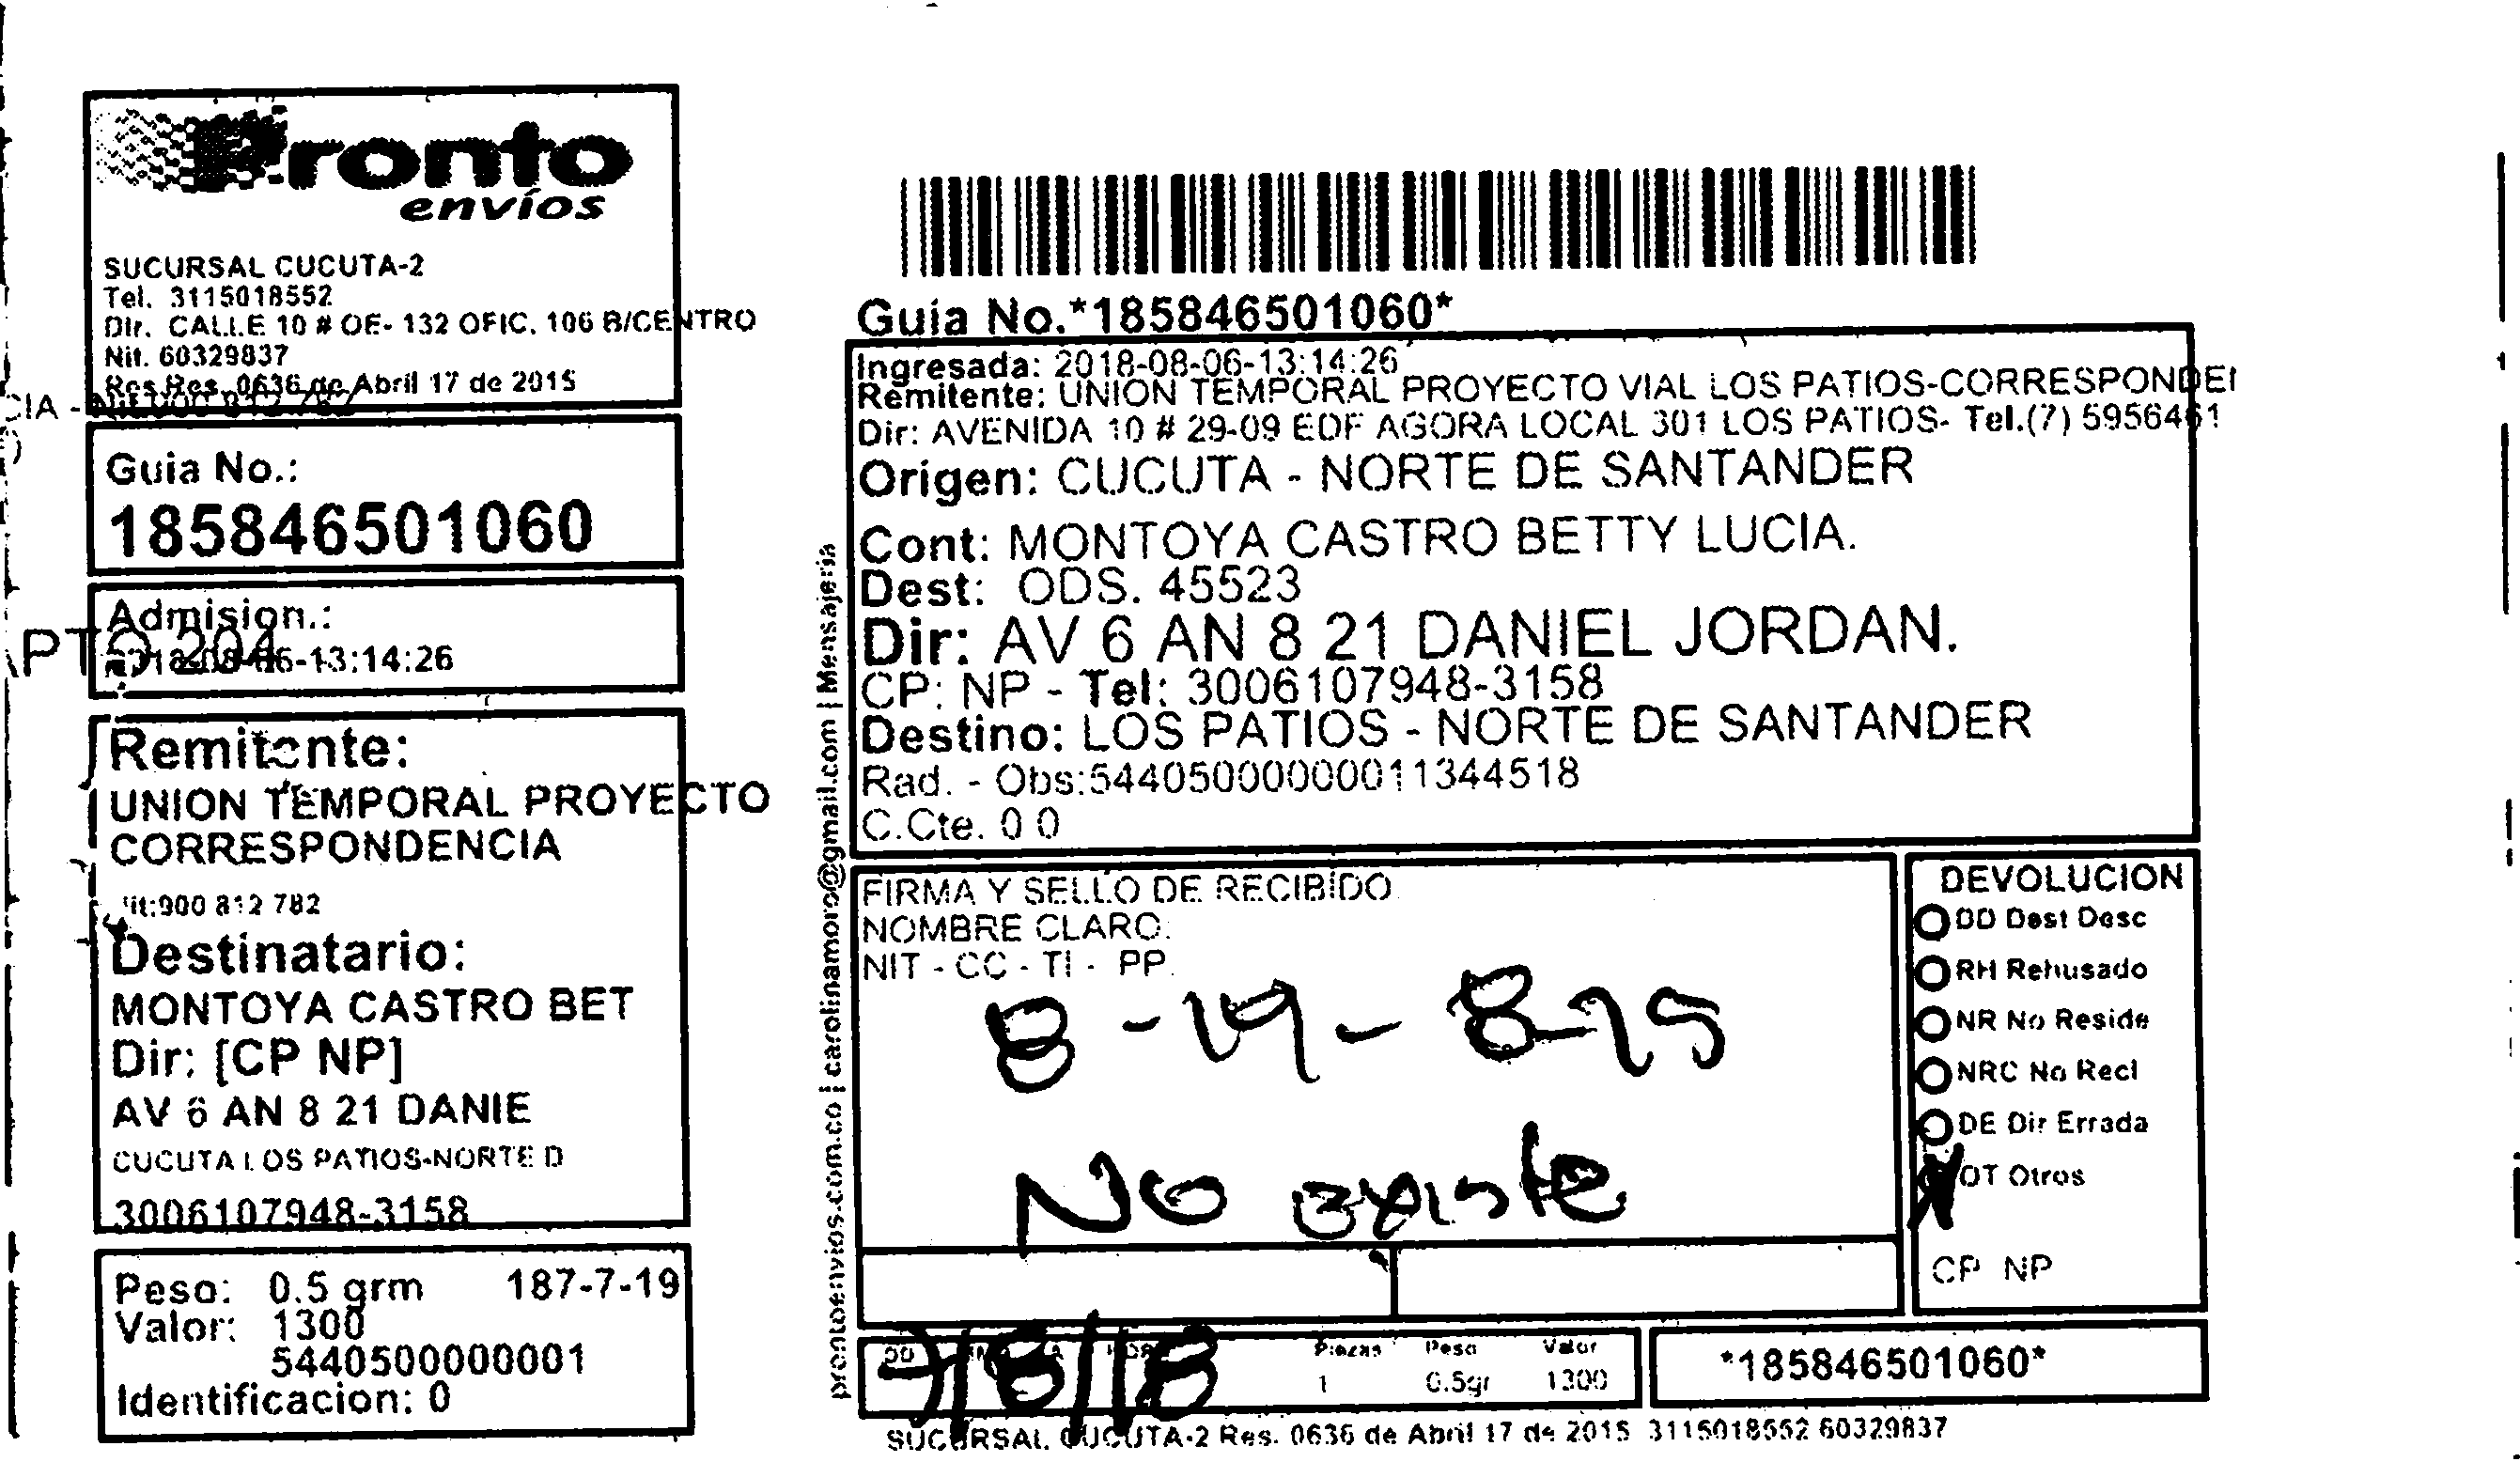 Pronto
envíos
SUCURSAL CUCUTA-2
Tel. 3115018552
Dir. CALLE 10 # OE- 132 OFIC. 106 B/CENTRO
Nit. 60329837
Res Res. 0636 de Abril 17 de 2015
CIA -
Guia No.:
185846501060
Admision.:
PTO 204
2018-08-06-13:14:26
Remitente:
UNION TEMPORAL PROYECTO
CORRESPONDENCIA
Nit:900 812 782
Destinatario:
MONTOYA CASTRO BET
Dir: [CP NP]
AV 6 AN 8 21 DANIE
CUCUTA LOS PATIOS-NORTE D
3006107948-3158
Peso: 0.5 grm 187-7-19
Valor: 1300
5440500000001
Identificacion: 0
prontoenvios.com.co | carolinamoro@gmail.com | Mensajeria
Guia No.*185846501060*
Ingresada: 2018-08-06-13:14:26
Remitente: UNION TEMPORAL PROYECTO VIAL LOS PATIOS-CORRESPONDEN
Dir: AVENIDA 10 # 29-09 EDF AGORA LOCAL 301 LOS PATIOS- Tel.(7) 5956461
Origen: CUCUTA - NORTE DE SANTANDER
Cont: MONTOYA CASTRO BETTY LUCIA.
Dest: ODS. 45523
Dir: AV 6 AN 8 21 DANIEL JORDAN.
CP: NP - Tel: 3006107948-3158
Destino: LOS PATIOS - NORTE DE SANTANDER
Rad. - Obs:544050000000011344518
C.Cte. 0 0
FIRMA Y SELLO DE RECIBIDO
NOMBRE CLARO.
NIT - CC - TI - PP.
8-19-8-25
No existe
DEVOLUCION
DD Dest Desc
RH Rehusado
NR No Reside
NRC No Recl
DE Dir Errada
OT Otros
CP NP
7/8/18
Piezas Peso Valor
1 0.5gr 1300
*185846501060*
SUCURSAL CUCUTA-2 Res. 0636 de Abril 17 de 2015 3115018552 60329837